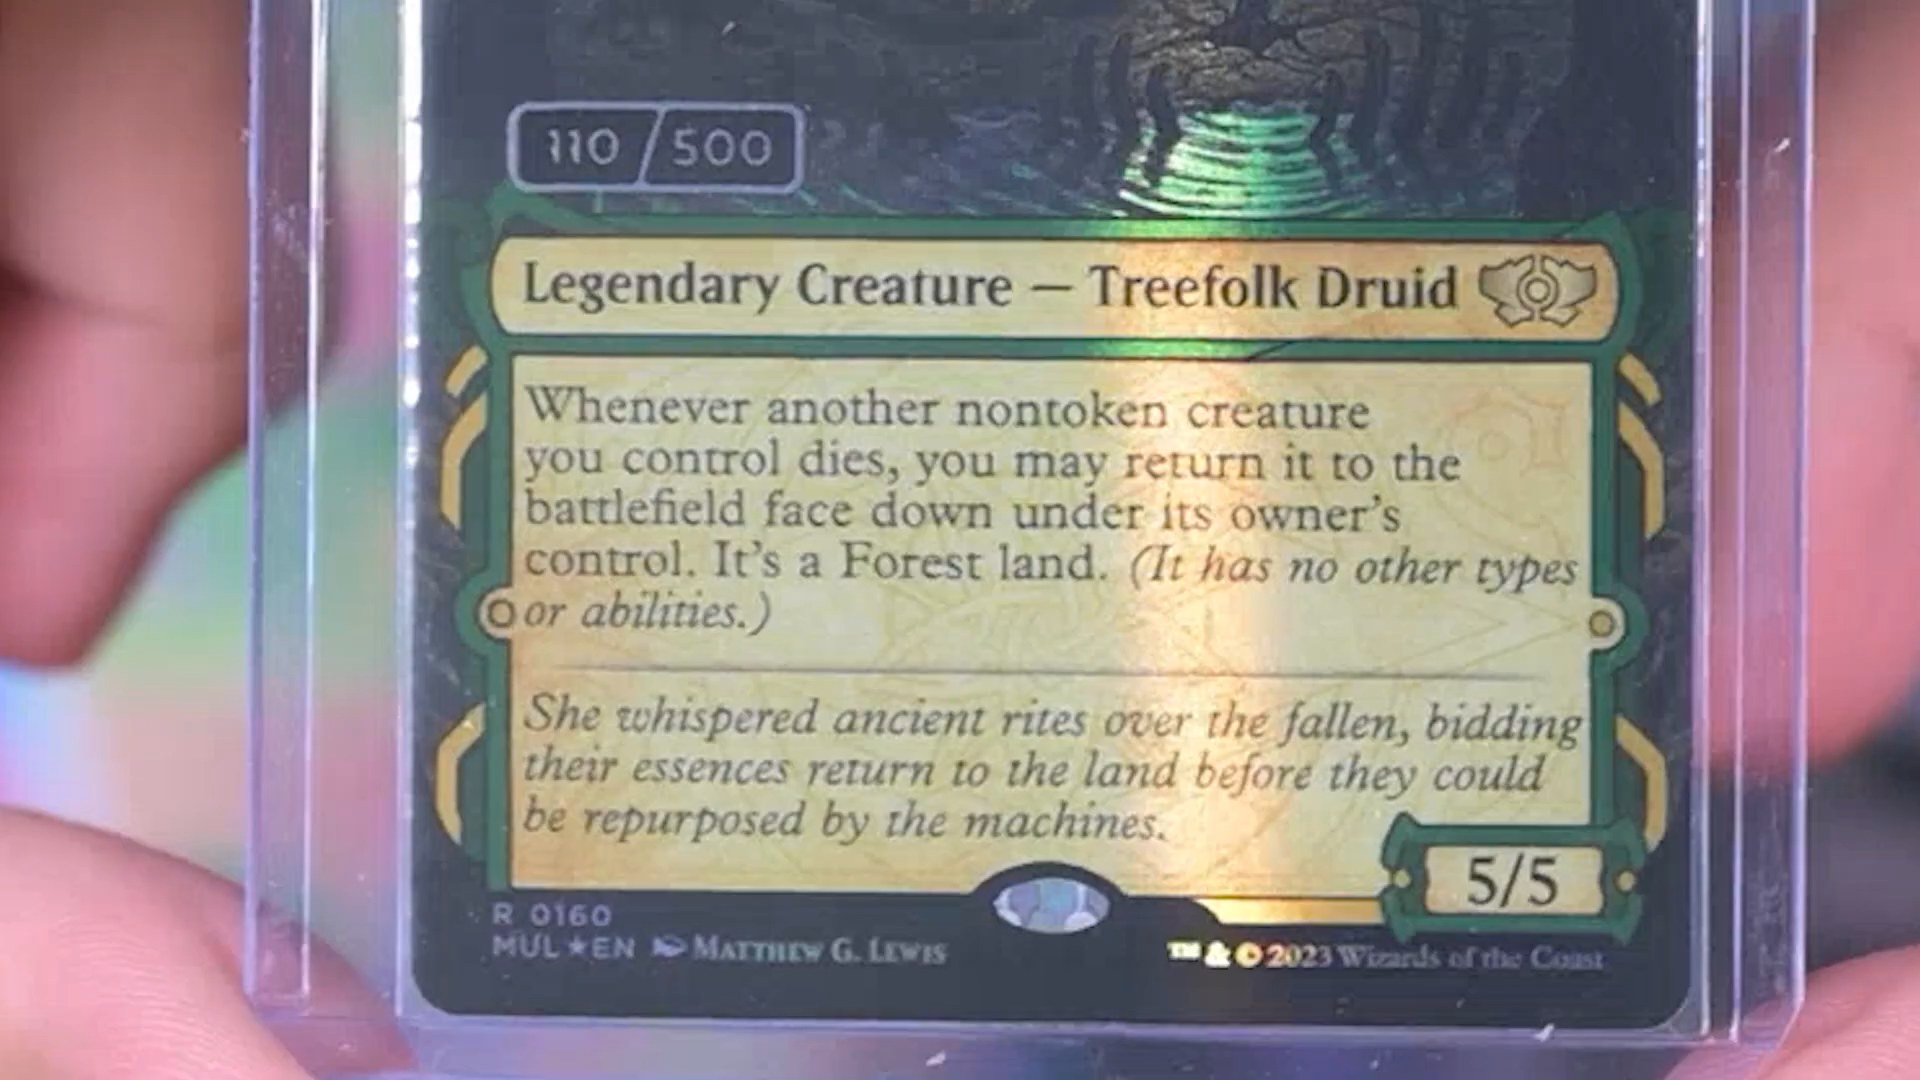 110/500
Legendary Creature — Treefolk Druid
Whenever another nontoken creature
you control dies, you may return it to the
battlefield face down under its owner's
control. It's a Forest land. (It has no other types
or abilities.)
She whispered ancient rites over the fallen, bidding
their essences return to the land before they could
be repurposed by the machines.
5/5
R 0160
MUL★EN MATTHEW G. LEWIS
™ & © 2023 Wizards of the Coast